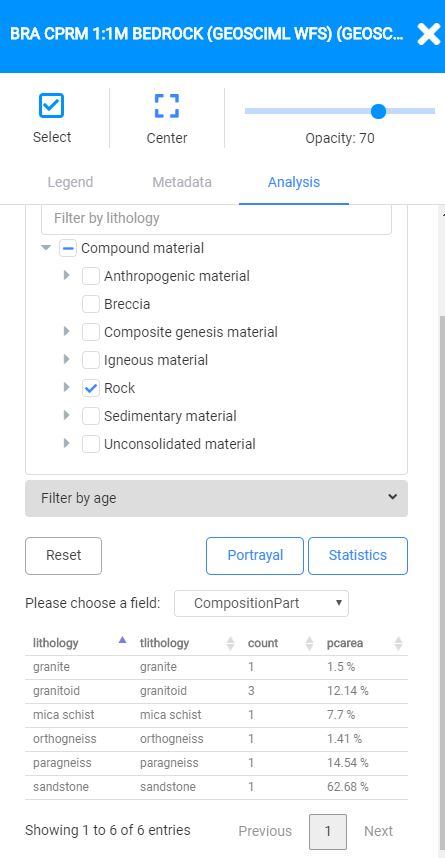 BRA CPRM 1:1M BEDROCK (GEOSCIML WFS) (GEOSC...
Select
Center
Opacity: 70
Legend
Metadata
Analysis
Filter by lithology
Compound material
Anthropogenic material
Breccia
Composite genesis material
Igneous material
Rock
Sedimentary material
Unconsolidated material
Filter by age
Reset
Portrayal
Statistics
Please choose a field: CompositionPart
lithology tlithology count pcarea
granite granite 1 1.5 %
granitoid granitoid 3 12.14 %
mica schist mica schist 1 7.7 %
orthogneiss orthogneiss 1 1.41 %
paragneiss paragneiss 1 14.54 %
sandstone sandstone 1 62.68 %
Showing 1 to 6 of 6 entries Previous 1 Next